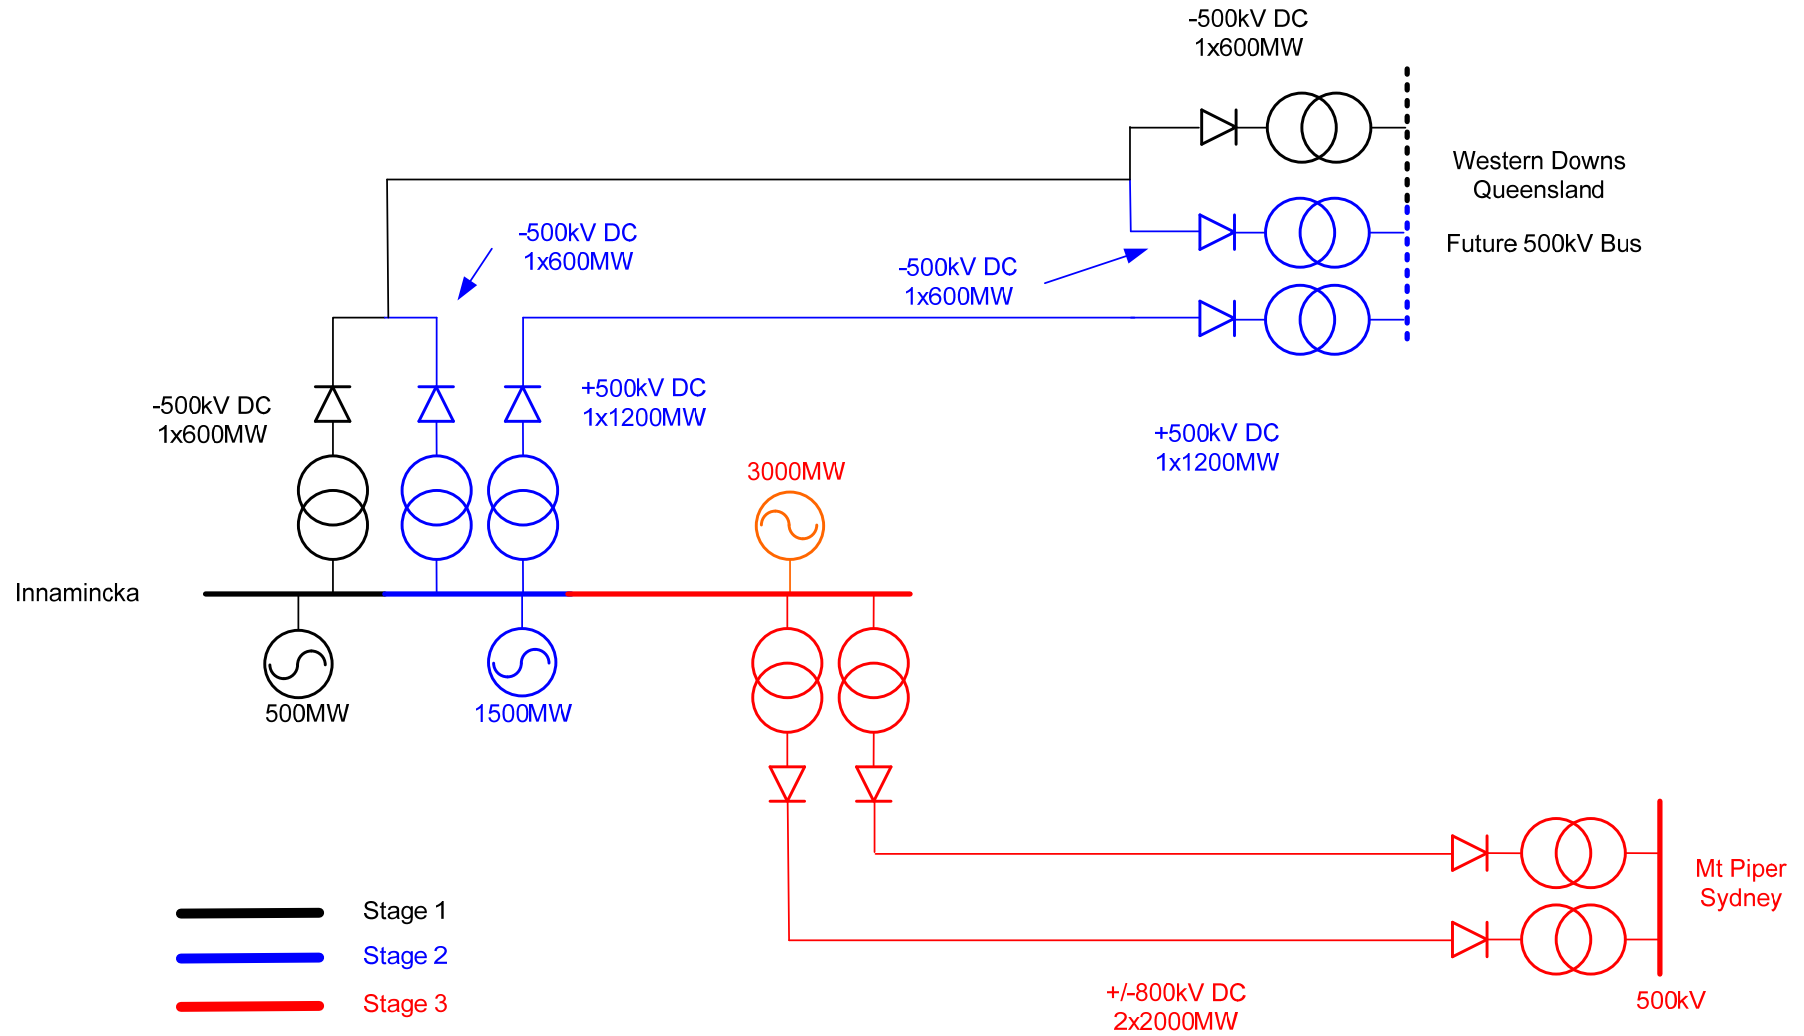 -500kV DC
1x600MW
Western Downs
Queensland
Future 500kV Bus
-500kV DC
1x600MW
-500kV DC
1x600MW
-500kV DC
1x600MW
+500kV DC
1x1200MW
+500kV DC
1x1200MW
3000MW
Innamincka
500MW
1500MW
Mt Piper
Sydney
500kV
+/-800kV DC
2x2000MW
Stage 1
Stage 2
Stage 3